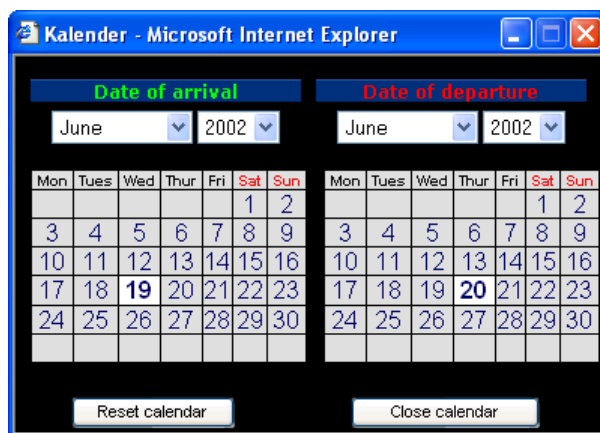 Kalender - Microsoft Internet Explorer
Date of arrival Date of departure
June 2002 June 2002
Mon Tues Wed Thur Fri Sat Sun Mon Tues Wed Thur Fri Sat Sun
1 2 1 2
3 4 5 6 7 8 9 3 4 5 6 7 8 9
10 11 12 13 14 15 16 10 11 12 13 14 15 16
17 18 19 20 21 22 23 17 18 19 20 21 22 23
24 25 26 27 28 29 30 24 25 26 27 28 29 30
Reset calendar Close calendar